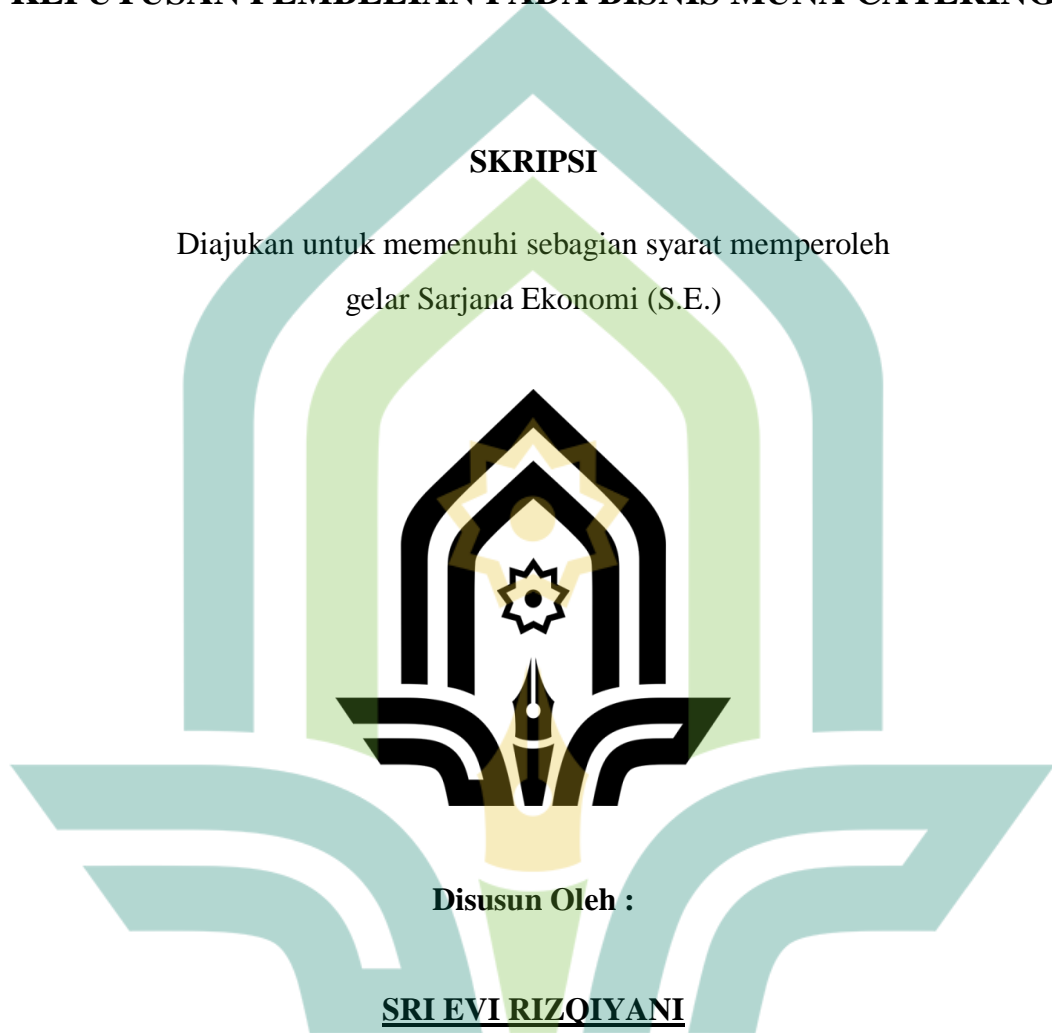 KEPUTUSAN PEMBELIAN PADA BISNIS MUNA CATERING
SKRIPSI
Diajukan untuk memenuhi sebagian syarat memperoleh
gelar Sarjana Ekonomi (S.E.)
Disusun Oleh :
SRI EVI RIZQIYANI